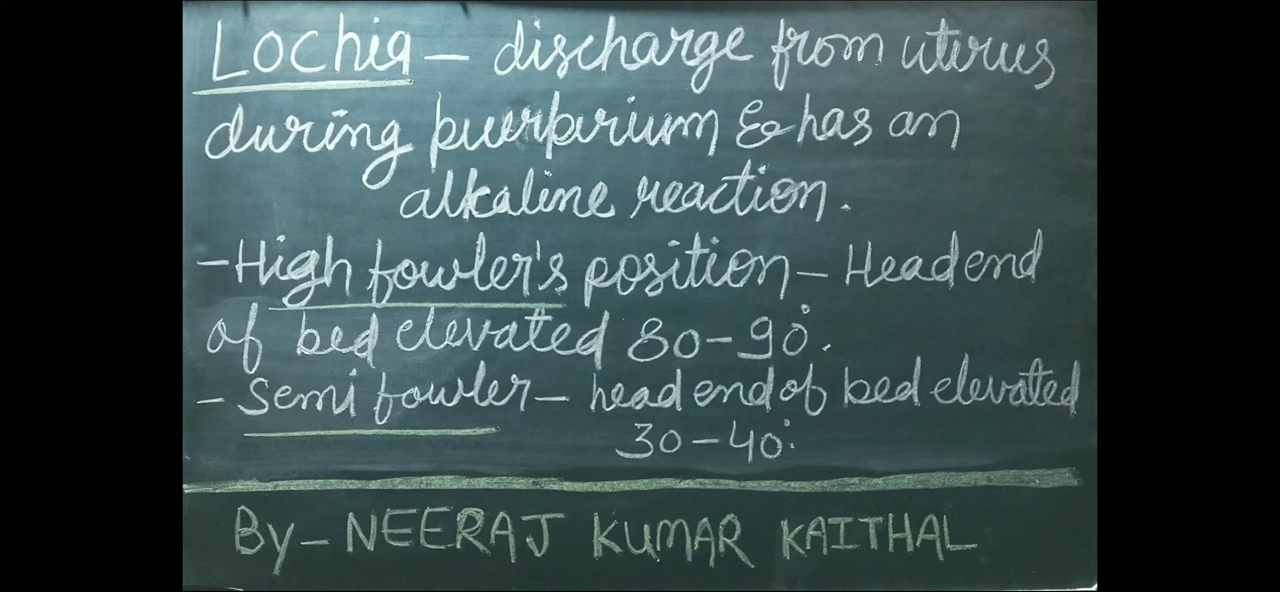 Lochia – discharge from uterus
during puerperium & has an
alkaline reaction.
– High fowler's position – Head end
of bed elevated 80–90°.
– Semi fowler – head end of bed elevated
30–40°.
By – NEERAJ KUMAR KAITHAL